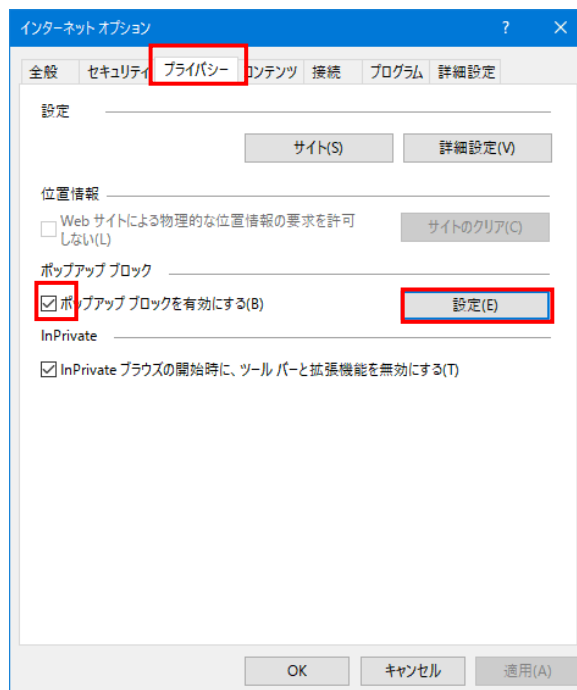 インターネット オプション
?
×
全般
セキュリティ
プライバシー
コンテンツ
接続
プログラム
詳細設定
設定
サイト(S)
詳細設定(V)
位置情報
Web サイトによる物理的な位置情報の要求を許可
しない(L)
サイトのクリア(C)
ポップアップ ブロック
ポップアップ ブロックを有効にする(B)
設定(E)
InPrivate
InPrivate ブラウズの開始時に、ツール バーと拡張機能を無効にする(T)
OK
キャンセル
適用(A)